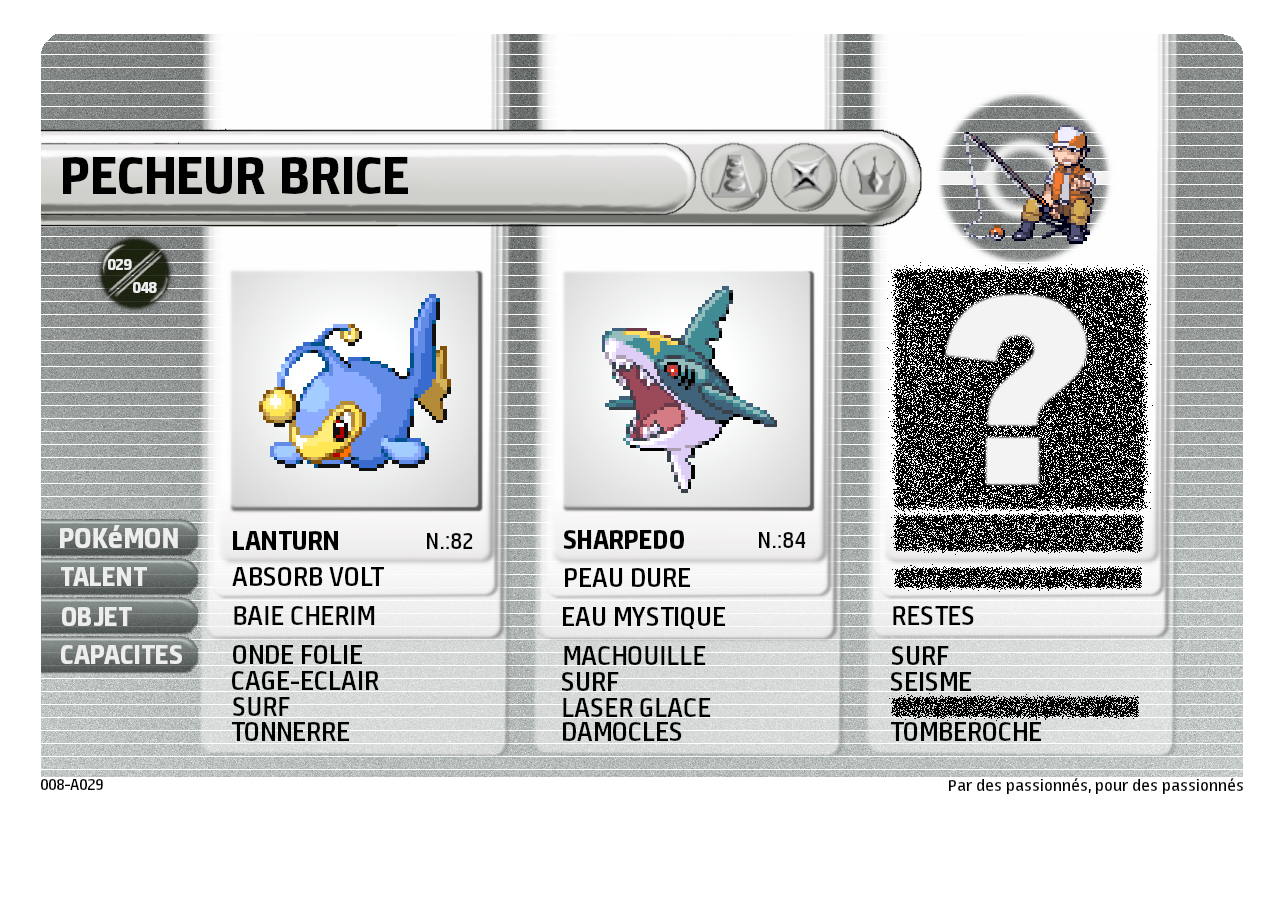 PECHEUR BRICE
029
048
?
POKéMON
LANTURN N.:82
SHARPEDO N.:84
TALENT
ABSORB VOLT
PEAU DURE
OBJET
BAIE CHERIM
EAU MYSTIQUE
RESTES
CAPACITES
ONDE FOLIE
CAGE-ECLAIR
SURF
TONNERRE
MACHOUILLE
SURF
LASER GLACE
DAMOCLES
SURF
SEISME
TOMBEROCHE
008-A029
Par des passionnés, pour des passionnés